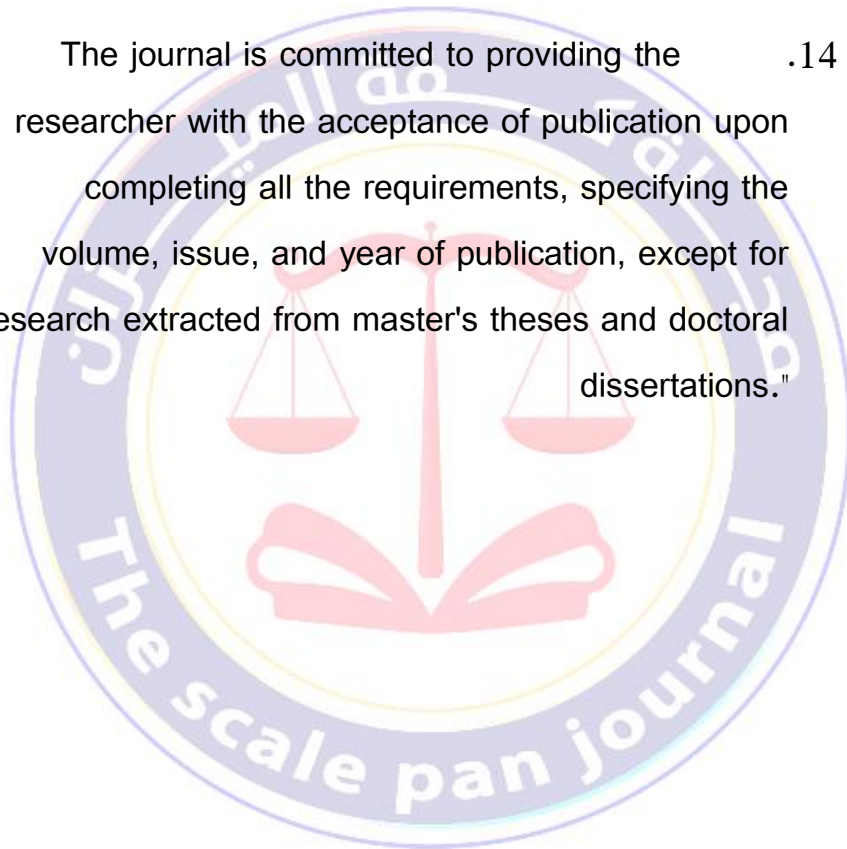 The journal is committed to providing the .14
researcher with the acceptance of publication upon
completing all the requirements, specifying the
volume, issue, and year of publication, except for
research extracted from master's theses and doctoral
dissertations."
The scale pan journal